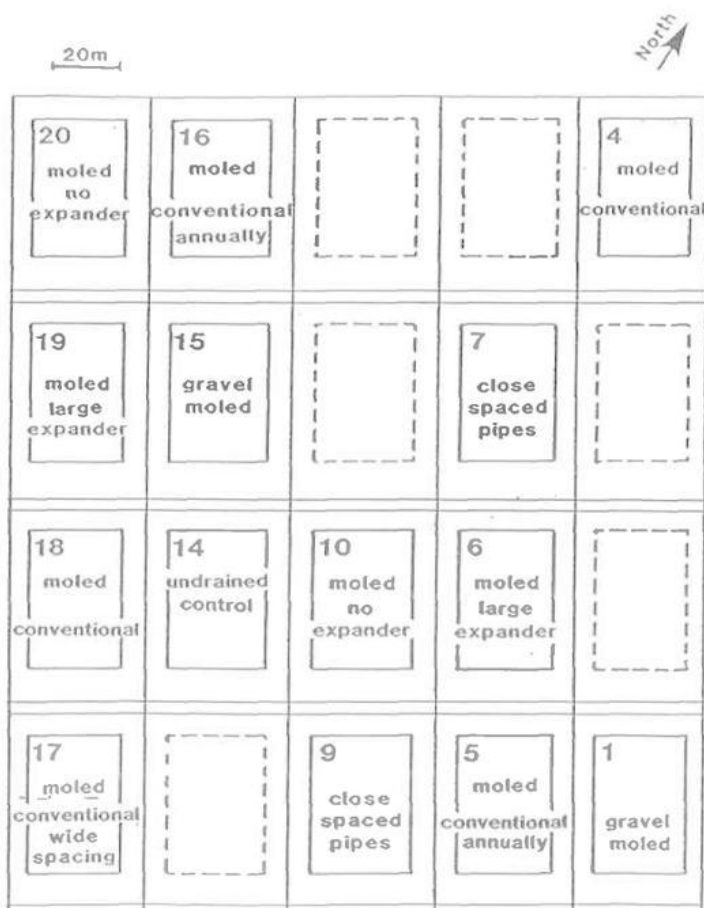 20m
North
20
moled
no
expander
16
moled
conventional
annually
4
moled
conventional
19
moled
large
expander
15
gravel
moled
7
close
spaced
pipes
18
moled
conventional
14
undrained
control
10
moled
no
expander
6
moled
large
expander
17
moled
conventional
wide
spacing
9
close
spaced
pipes
5
moled
conventional
annually
1
gravel
moled